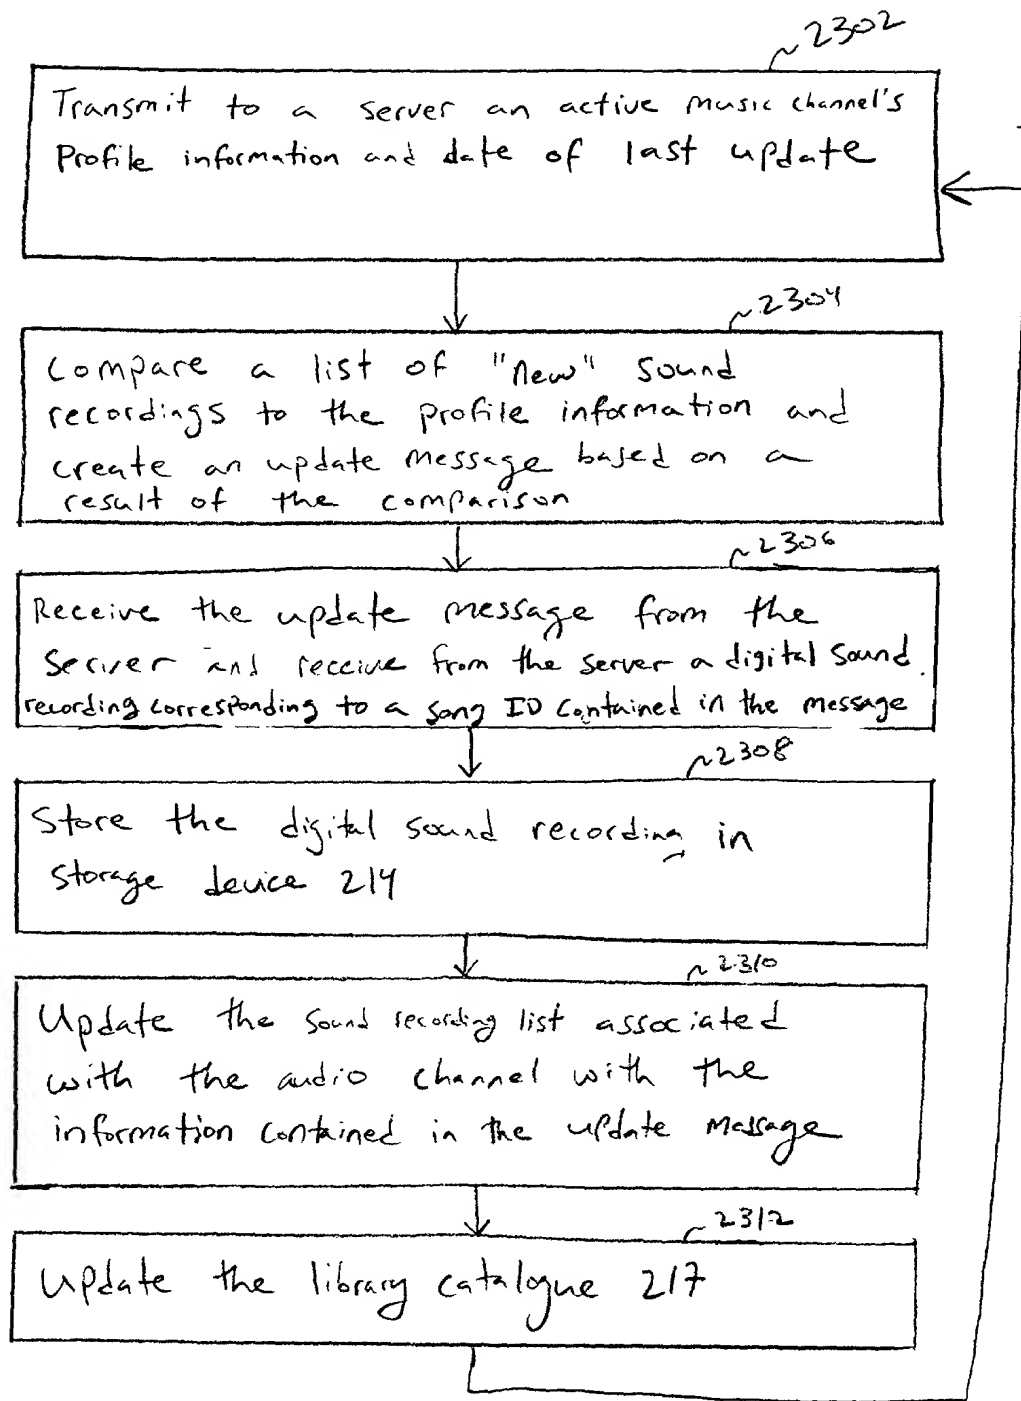 ~2302
Transmit to a server an active music channel's
Profile information and date of last update
~2304
Compare a list of "new" sound
recordings to the profile information and
create an update message based on a
result of the comparison
~2306
Receive the update message from the
server and receive from the server a digital sound
recording corresponding to a song ID contained in the message
~2308
Store the digital sound recording in
storage device 214
~2310
Update the sound recording list associated
with the audio channel with the
information contained in the update message
~2312
update the library catalogue 217